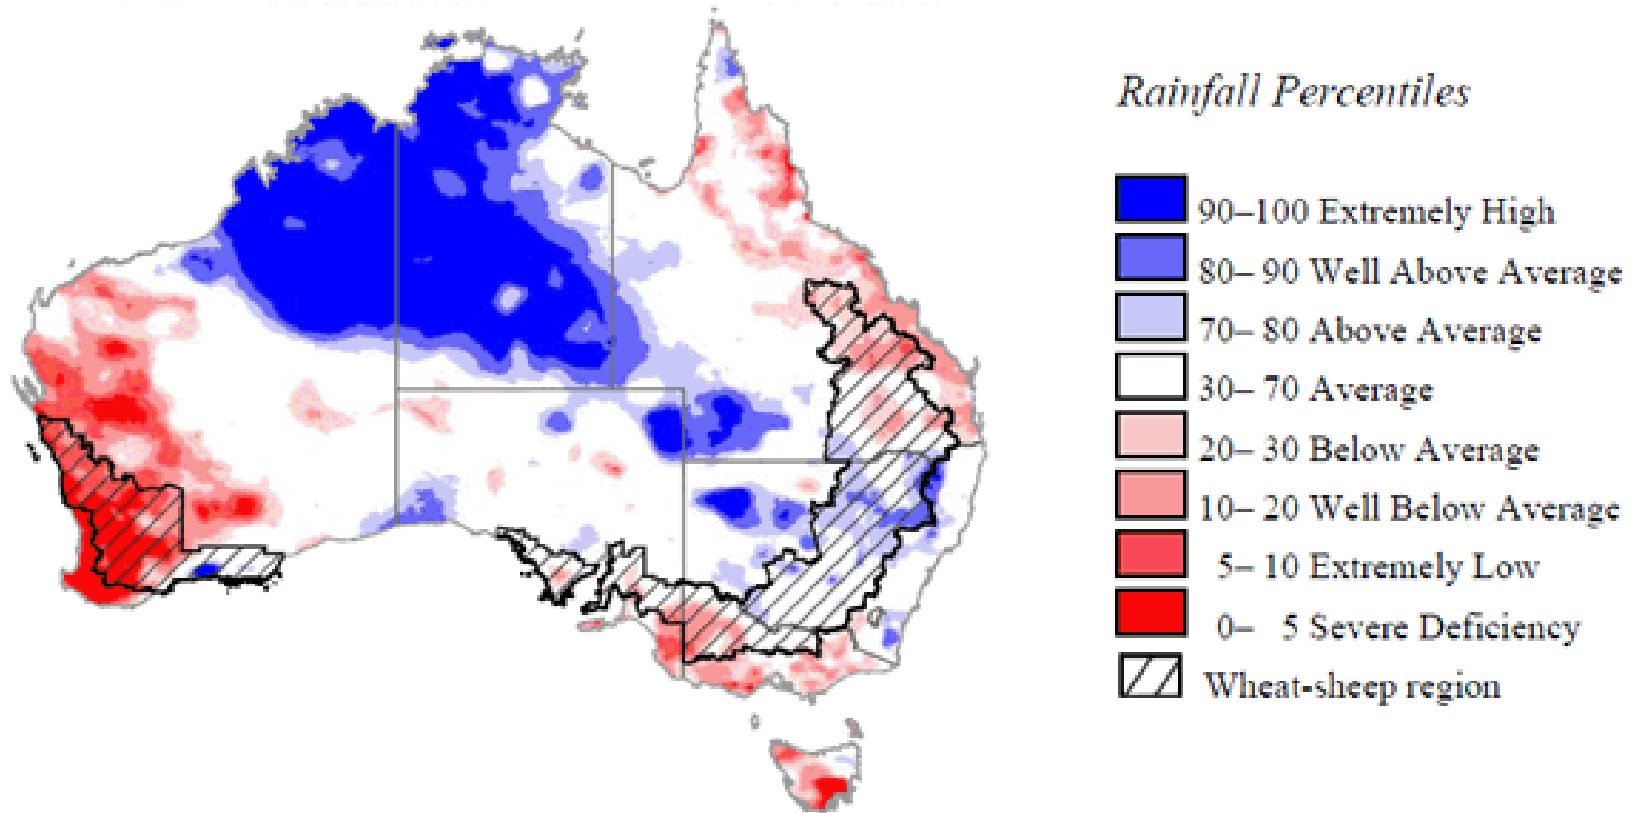 Rainfall Percentiles
90–100 Extremely High
80– 90 Well Above Average
70– 80 Above Average
30– 70 Average
20– 30 Below Average
10– 20 Well Below Average
5– 10 Extremely Low
0– 5 Severe Deficiency
Wheat-sheep region